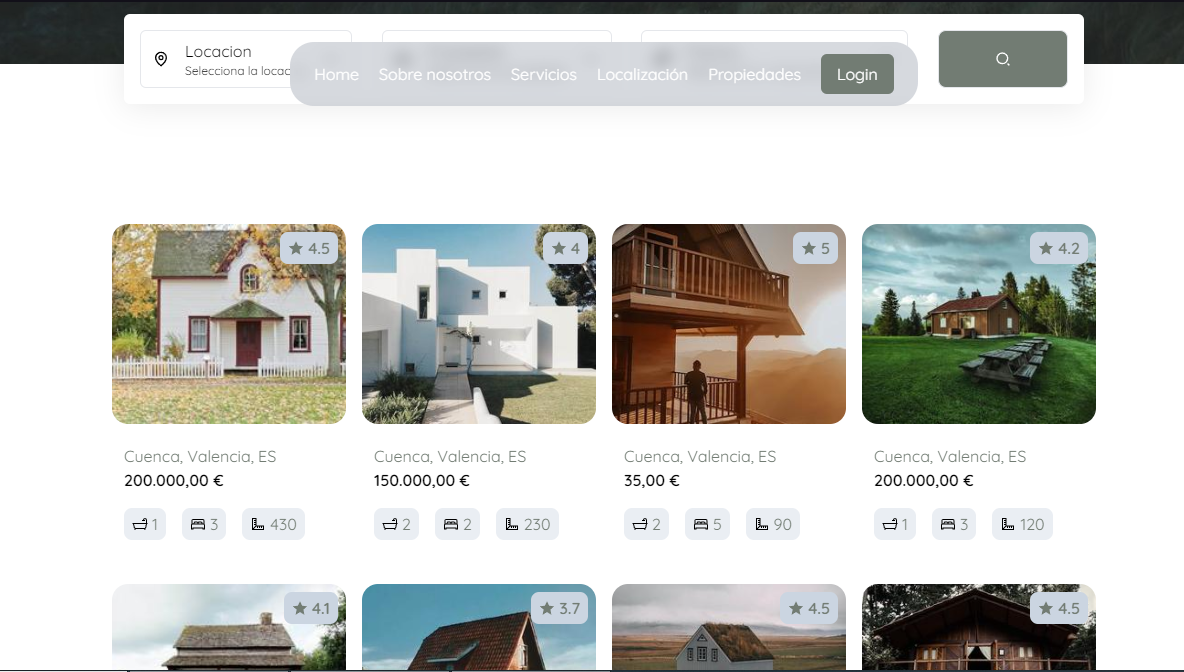 Locacion
Selecciona la locac
Home Sobre nosotros Servicios Localización Propiedades Login
4.5 4 5 4.2
Cuenca, Valencia, ES Cuenca, Valencia, ES Cuenca, Valencia, ES Cuenca, Valencia, ES
200.000,00 € 150.000,00 € 35,00 € 200.000,00 €
1 3 430 2 2 230 2 5 90 1 3 120
4.1 3.7 4.5 4.5